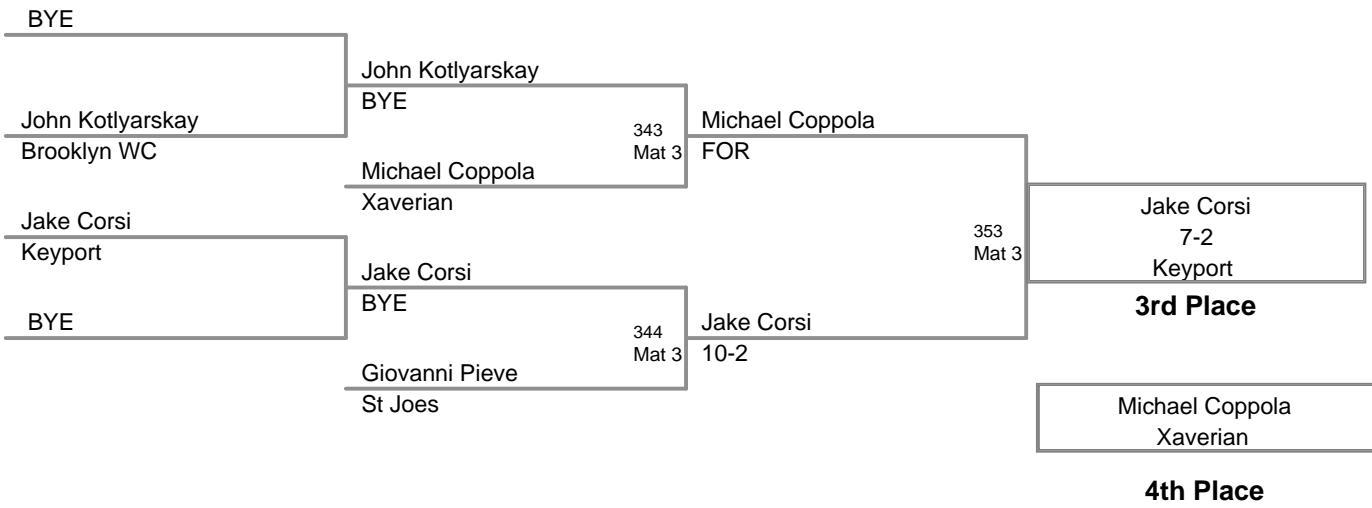 BYE
John Kotlyarskay
BYE
John Kotlyarskay
Brooklyn WC
343
Mat 3
Michael Coppola
FOR
Michael Coppola
Xaverian
Jake Corsi
Keyport
Jake Corsi
7-2
Keyport
353
Mat 3
Jake Corsi
BYE
3rd Place
BYE
344
Mat 3
Jake Corsi
10-2
Giovanni Pieve
St Joes
Michael Coppola
Xaverian
4th Place